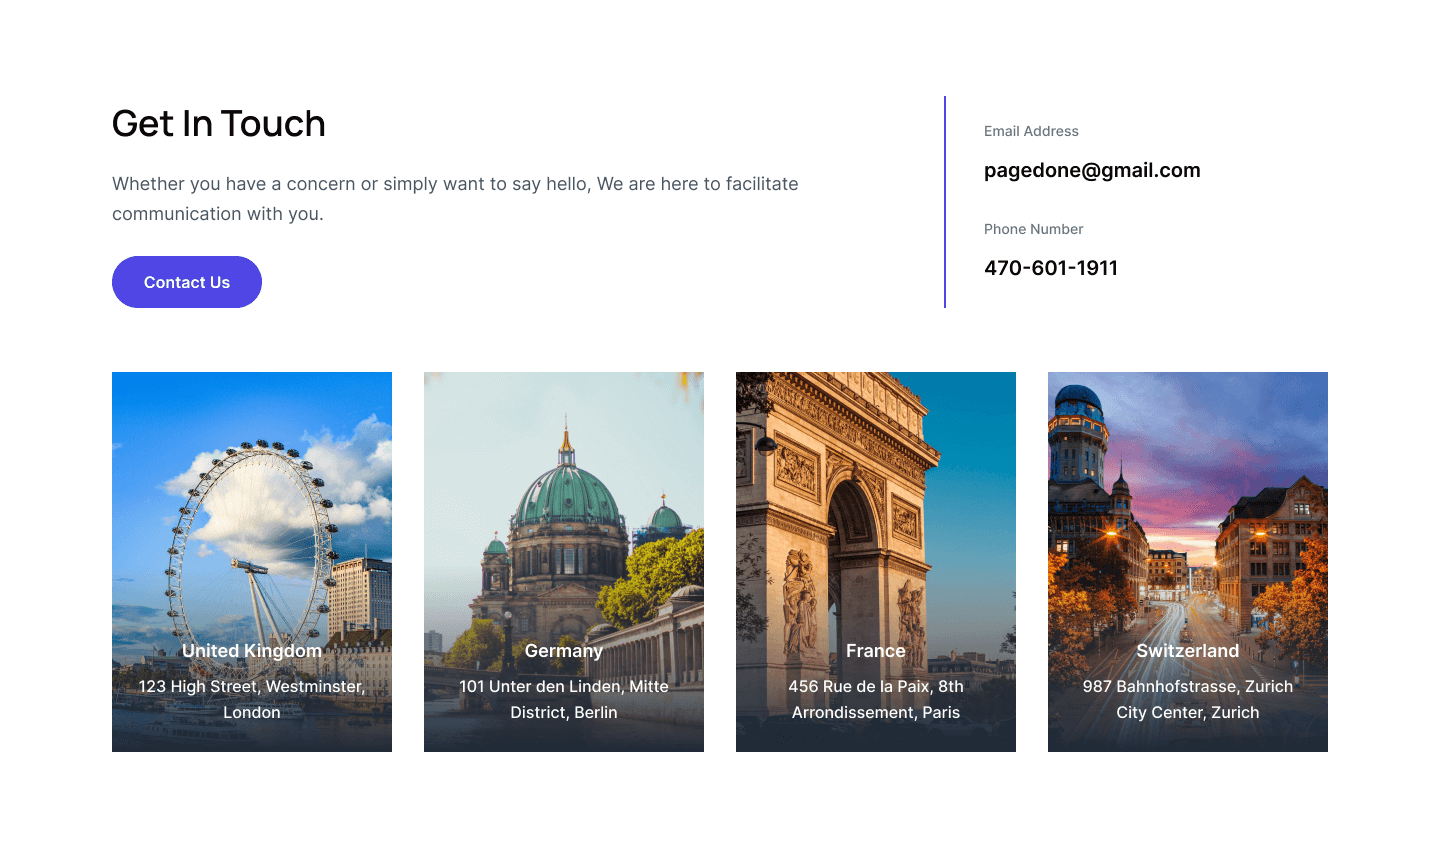 Get In Touch
Whether you have a concern or simply want to say hello, We are here to facilitate
communication with you.
Contact Us
Email Address
pagedone@gmail.com
Phone Number
470-601-1911
United Kingdom
123 High Street, Westminster,
London
Germany
101 Unter den Linden, Mitte
District, Berlin
France
456 Rue de la Paix, 8th
Arrondissement, Paris
Switzerland
987 Bahnhofstrasse, Zurich
City Center, Zurich